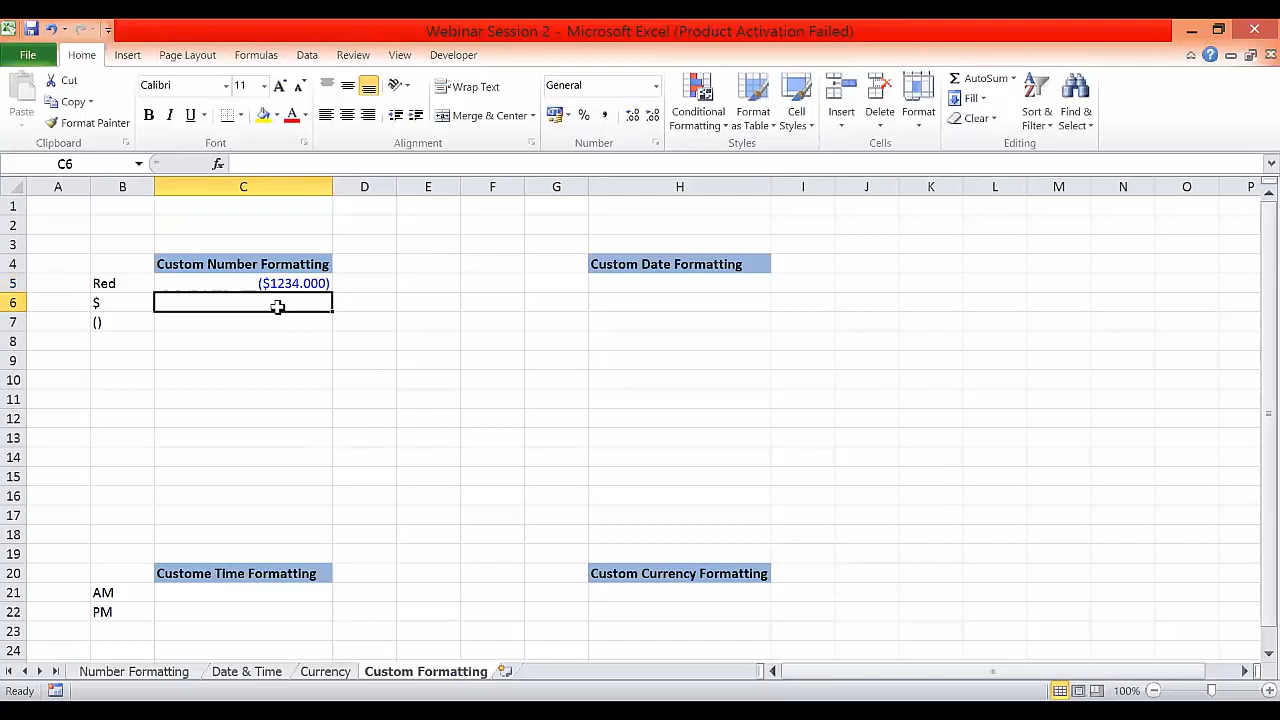 Webinar Session 2 - Microsoft Excel (Product Activation Failed)
File Home Insert Page Layout Formulas Data Review View Developer
Paste
Cut
Copy
Format Painter
Clipboard
Calibri 11
B I U
Font
Wrap Text
Merge & Center
Alignment
General
% ,
Number
Conditional Formatting
Format as Table
Cell Styles
Styles
Insert
Delete
Format
Cells
AutoSum
Fill
Clear
Sort & Filter
Find & Select
Editing
C6 fx
A B C D E F G H I J K L M N O P
1
2
3
4 Custom Number Formatting Custom Date Formatting
5 Red ($1234.000)
6 $
7 ()
8
9
10
11
12
13
14
15
16
17
18
19
20 Custome Time Formatting Custom Currency Formatting
21 AM
22 PM
23
24
Number Formatting Date & Time Currency Custom Formatting
Ready 100%